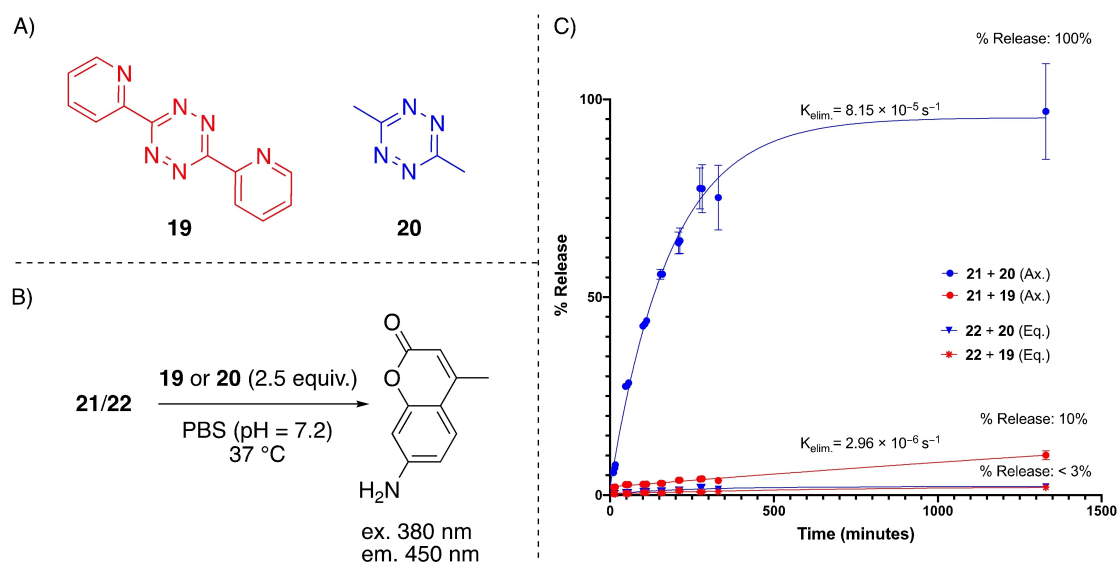 A)
N
N
N
N
N
N
19
N
N
N
N
20
B)
21/22
19 or 20 (2.5 equiv.)
PBS (pH = 7.2)
37 °C
O
O
H₂N
ex. 380 nm
em. 450 nm
C)
% Release: 100%
Kelim.= 8.15 × 10⁻⁵ s⁻¹
100
50
0
% Release
21 + 20 (Ax.)
21 + 19 (Ax.)
22 + 20 (Eq.)
22 + 19 (Eq.)
% Release: 10%
Kelim.= 2.96 × 10⁻⁶ s⁻¹
% Release: < 3%
0
500
1000
1500
Time (minutes)